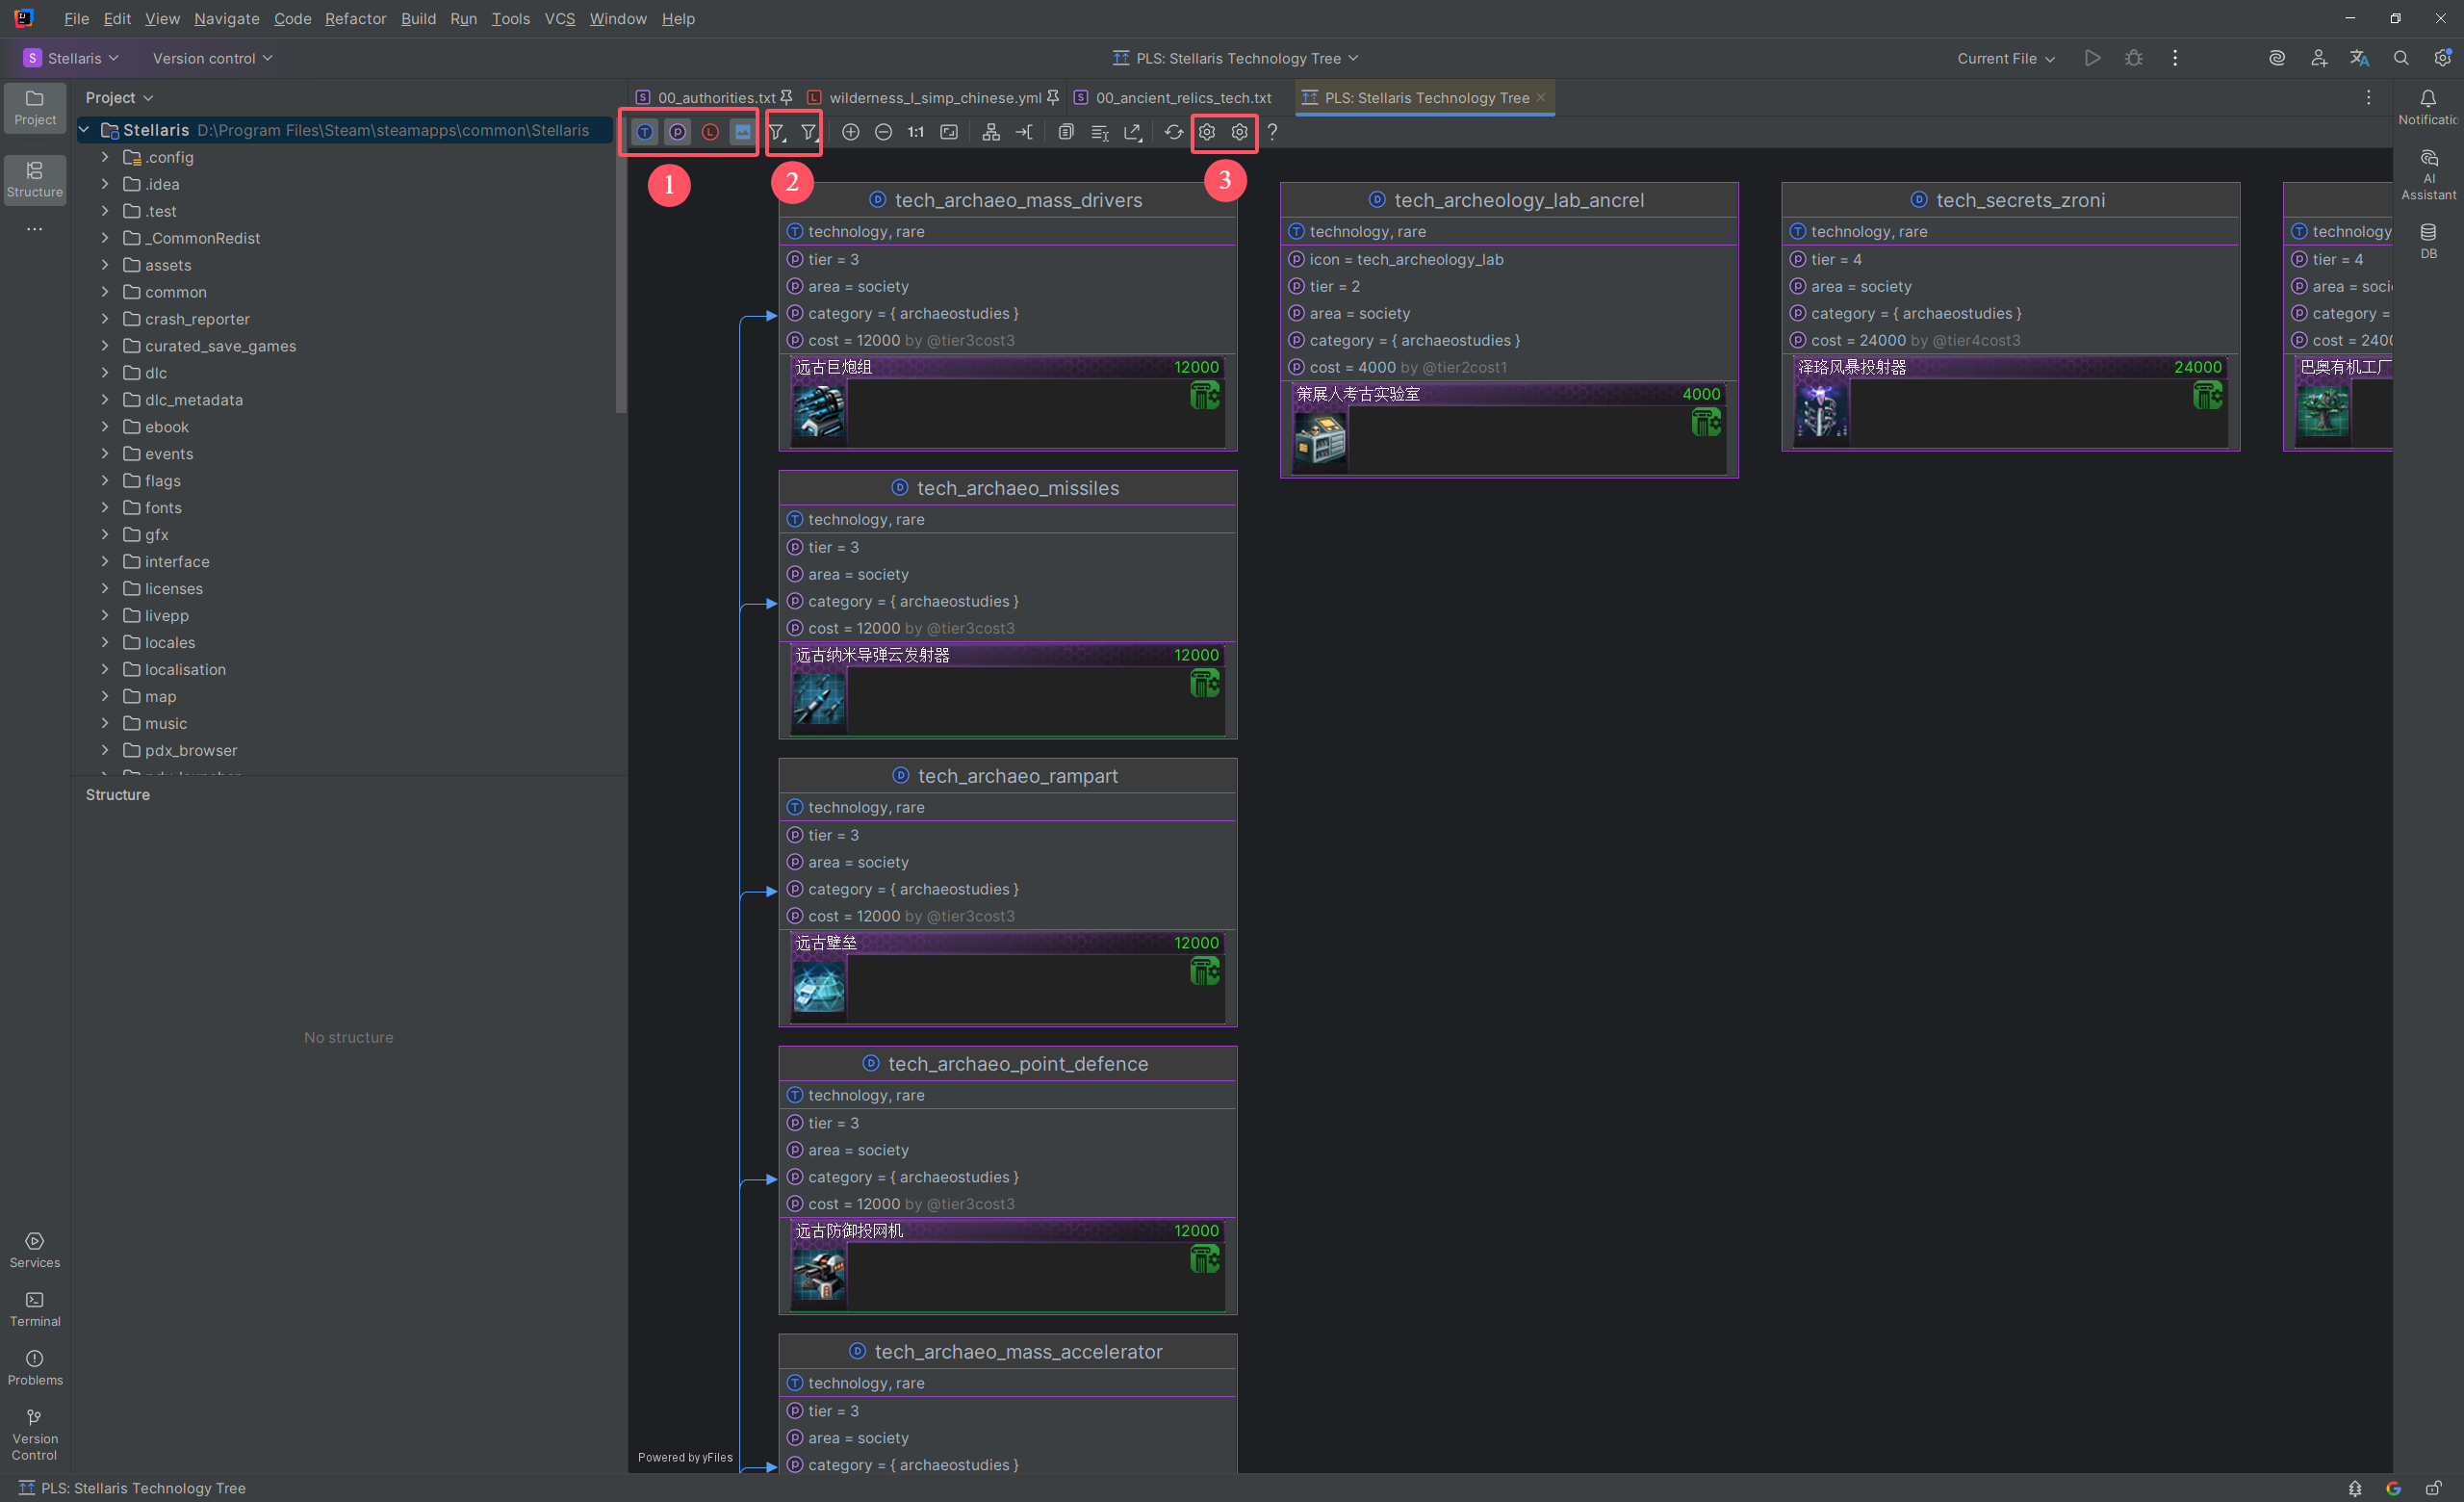 File Edit View Navigate Code Refactor Build Run Tools VCS Window Help
S Stellaris Version control PLS: Stellaris Technology Tree Current File
Project
Structure
Project
Stellaris D:\Program Files\Steam\steamapps\common\Stellaris
.config
.idea
.test
_CommonRedist
assets
common
crash_reporter
curated_save_games
dlc
dlc_metadata
ebook
events
flags
fonts
gfx
interface
licenses
livepp
locales
localisation
map
music
pdx_browser
Structure
No structure
Services
Terminal
Problems
Version
Control
00_authorities.txt wilderness_l_simp_chinese.yml 00_ancient_relics_tech.txt PLS: Stellaris Technology Tree
1:1
1 2 3
tech_archaeo_mass_drivers
technology, rare
tier = 3
area = society
category = { archaeostudies }
cost = 12000 by @tier3cost3
远古巨炮组 12000
tech_archaeo_missiles
technology, rare
tier = 3
area = society
category = { archaeostudies }
cost = 12000 by @tier3cost3
远古纳米导弹云发射器 12000
tech_archaeo_rampart
technology, rare
tier = 3
area = society
category = { archaeostudies }
cost = 12000 by @tier3cost3
远古壁垒 12000
tech_archaeo_point_defence
technology, rare
tier = 3
area = society
category = { archaeostudies }
cost = 12000 by @tier3cost3
远古防御投网机 12000
tech_archaeo_mass_accelerator
technology, rare
tier = 3
area = society
category = { archaeostudies }
tech_archeology_lab_ancrel
technology, rare
icon = tech_archeology_lab
tier = 2
area = society
category = { archaeostudies }
cost = 4000 by @tier2cost1
策展人考古实验室 4000
tech_secrets_zroni
technology, rare
tier = 4
area = society
category = { archaeostudies }
cost = 24000 by @tier4cost3
泽珞风暴投射器 24000
technology
tier = 4
area = soci
category =
cost = 2400
巴奥有机工厂
Powered by yFiles
Notificatio
AI
Assistant
DB
PLS: Stellaris Technology Tree